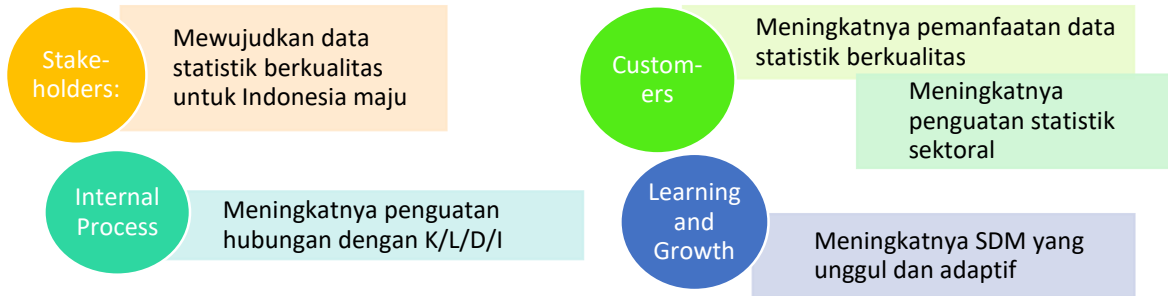 Stake-
holders:
Mewujudkan data
statistik berkualitas
untuk Indonesia maju
Custom-
ers
Meningkatnya pemanfaatan data
statistik berkualitas
Meningkatnya
penguatan statistik
sektoral
Internal
Process
Meningkatnya penguatan
hubungan dengan K/L/D/I
Learning
and
Growth
Meningkatnya SDM yang
unggul dan adaptif